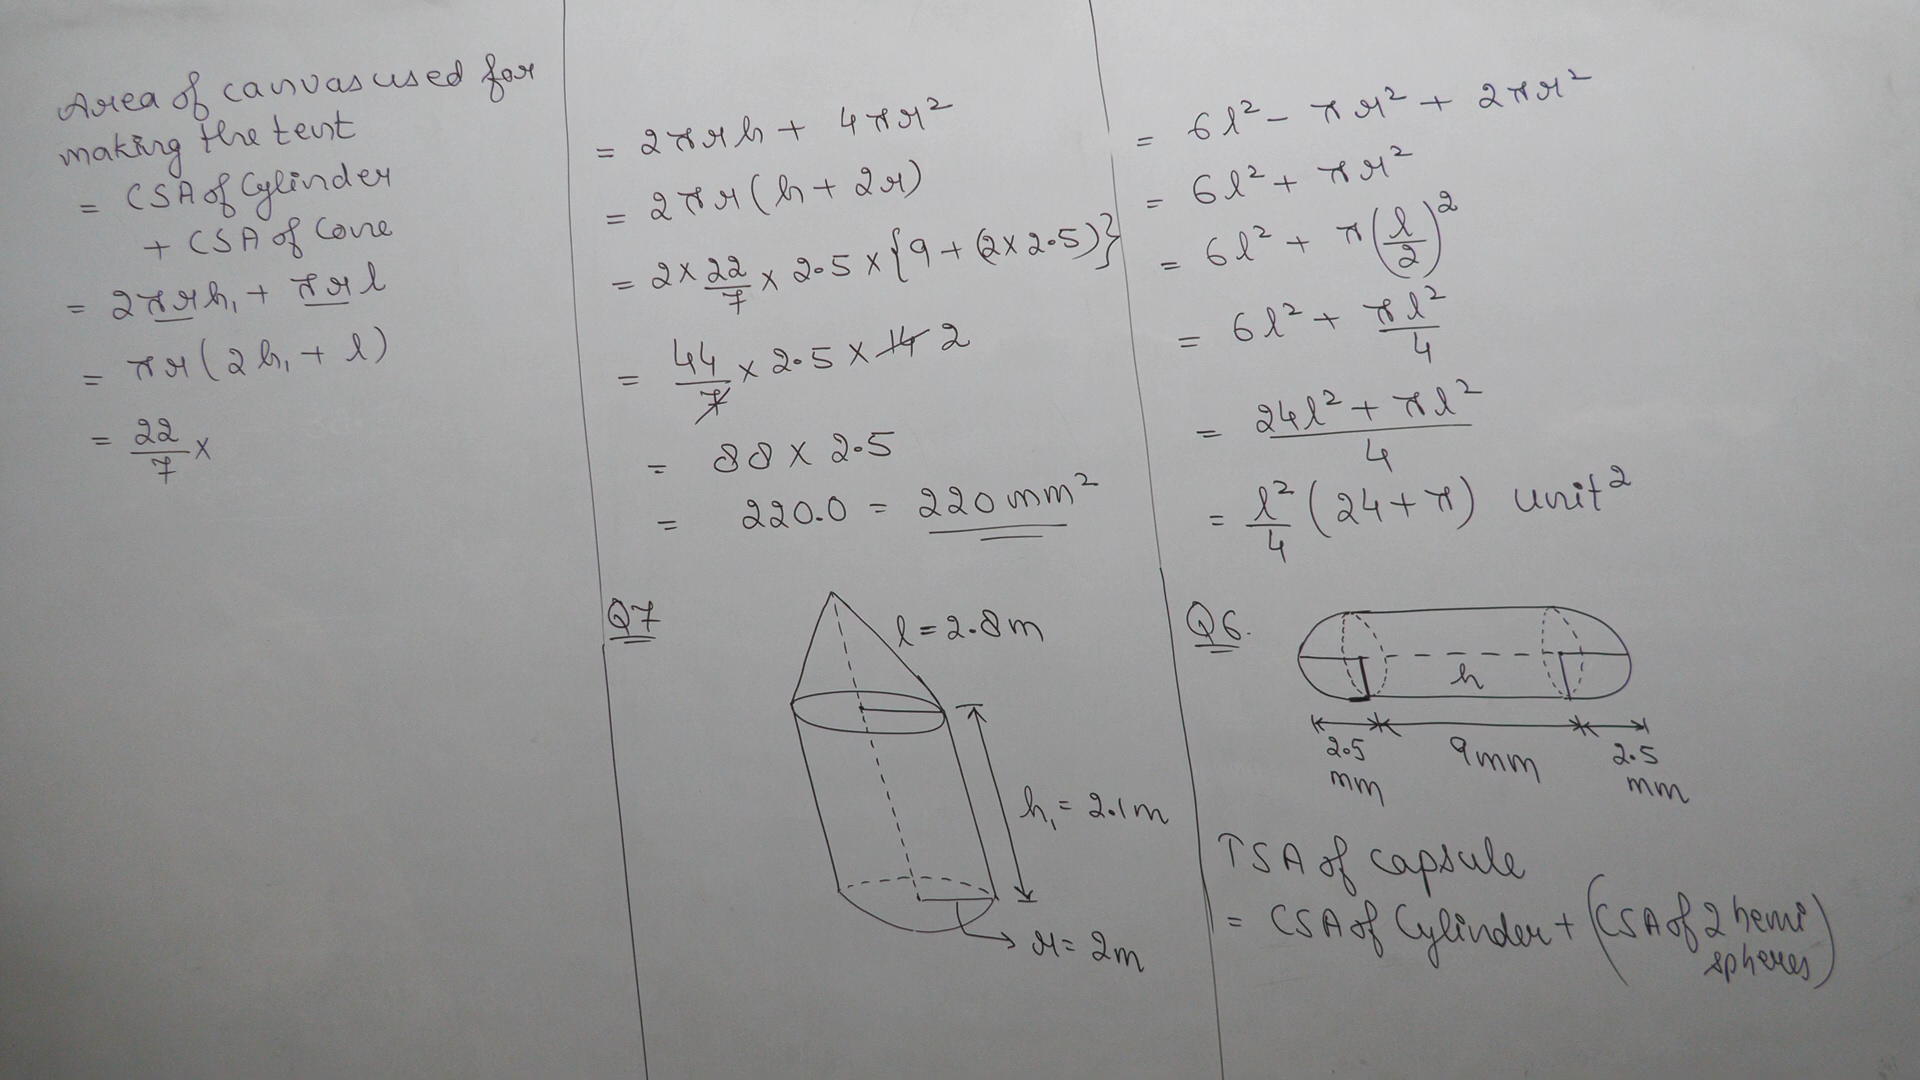 Area of canvas used for
making the tent
= CSA of Cylinder
+ CSA of Cone
= 2πrh₁ + πrl
= πr(2h₁ + l)
= 22/7 ×
= 2πrh + 4πr²
= 2πr(h + 2r)
= 2 × 22/7 × 2.5 × {9 + (2 × 2.5)}
= 44/7 × 2.5 × 14 2
= 88 × 2.5
= 220.0 = 220 mm²
Q7
l = 2.8m
h₁ = 2.1m
r = 2m
= 6l² - πr² + 2πr²
= 6l² + πr²
= 6l² + π(l/2)²
= 6l² + πl²/4
= 24l² + πl²/4
= l²/4 (24 + π) unit²
Q6.
h
2.5 mm
9mm
2.5 mm
TSA of capsule
= CSA of Cylinder + (CSA of 2 hemi
spheres)